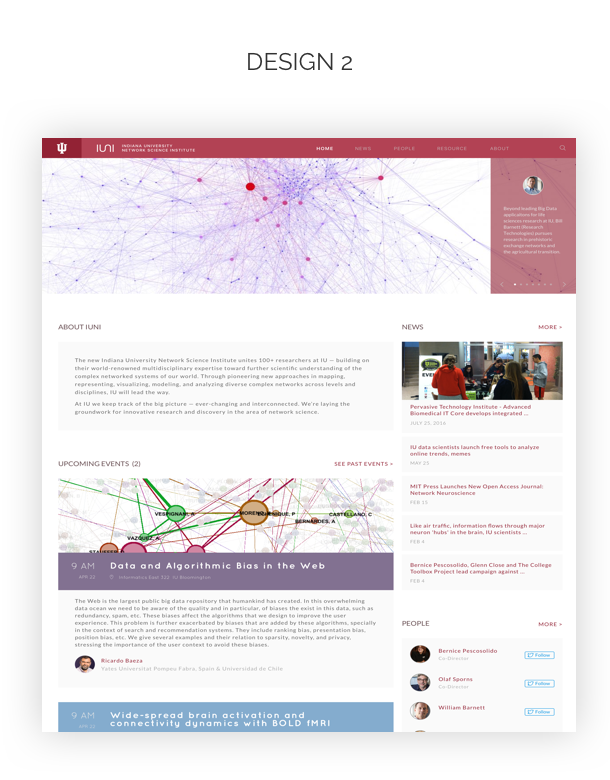 DESIGN 2
IUNI
INDIANA UNIVERSITY
NETWORK SCIENCE INSTITUTE
HOME NEWS PEOPLE RESOURCE ABOUT
Beyond leading Big Data
applications for life
sciences research at IU, Bill
Barnett (Research
Technologies) pursues
research in prehistoric
exchange networks and
the agricultural transition.
ABOUT IUNI
The new Indiana University Network Science Institute unites 100+ researchers at IU — building on
their world-renowned multidisciplinary expertise toward further scientific understanding of the
complex networked systems of our world. Through pioneering new approaches in mapping,
representing, visualizing, modeling, and analyzing diverse complex networks across levels and
disciplines, IU will lead the way.
At IU we keep track of the big picture — ever-changing and interconnected. We're laying the
groundwork for innovative research and discovery in the area of network science.
UPCOMING EVENTS (2)
SEE PAST EVENTS >
VESPIGNANI, A
CASTELLANO, C
BERNARDES, A
VAZQUEZ, A
9 AM
APR 22
Data and Algorithmic Bias in the Web
Informatics East 322, IU Bloomington
The Web is the largest public big data repository that humankind has created. In this overwhelming
data ocean we need to be aware of the quality and in particular, of biases the exist in this data, such as
redundancy, spam, etc. These biases affect the algorithms that we design to improve the user
experience. This problem is further exacerbated by biases that are added by these algorithms, specially
in the context of search and recommendation systems. They include ranking bias, presentation bias,
position bias, etc. We give several examples and their relation to sparsity, novelty, and privacy,
stressing the importance of the user context to avoid these biases.
Ricardo Baeza
Yates Universitat Pompeu Fabra, Spain & Universidad de Chile
9 AM
Wide-spread brain activation and
connectivity dynamics with BOLD fMRI
NEWS
MORE >
Pervasive Technology Institute - Advanced
Biomedical IT Core develops integrated ...
JULY 25, 2016
IU data scientists launch free tools to analyze
online trends, memes
MAY 23
MIT Press Launches New Open Access Journal:
Network Neuroscience
FEB 15
Like air traffic, information flows through major
neuron 'hubs' in the brain, IU scientists ...
FEB 4
Bernice Pescosolido, Glenn Close and The College
Toolbox Project lead campaign against ...
FEB 4
PEOPLE
MORE >
Bernice Pescosolido
Co-Director
Follow
Olaf Sporns
Co-Director
Follow
William Barnett
Follow